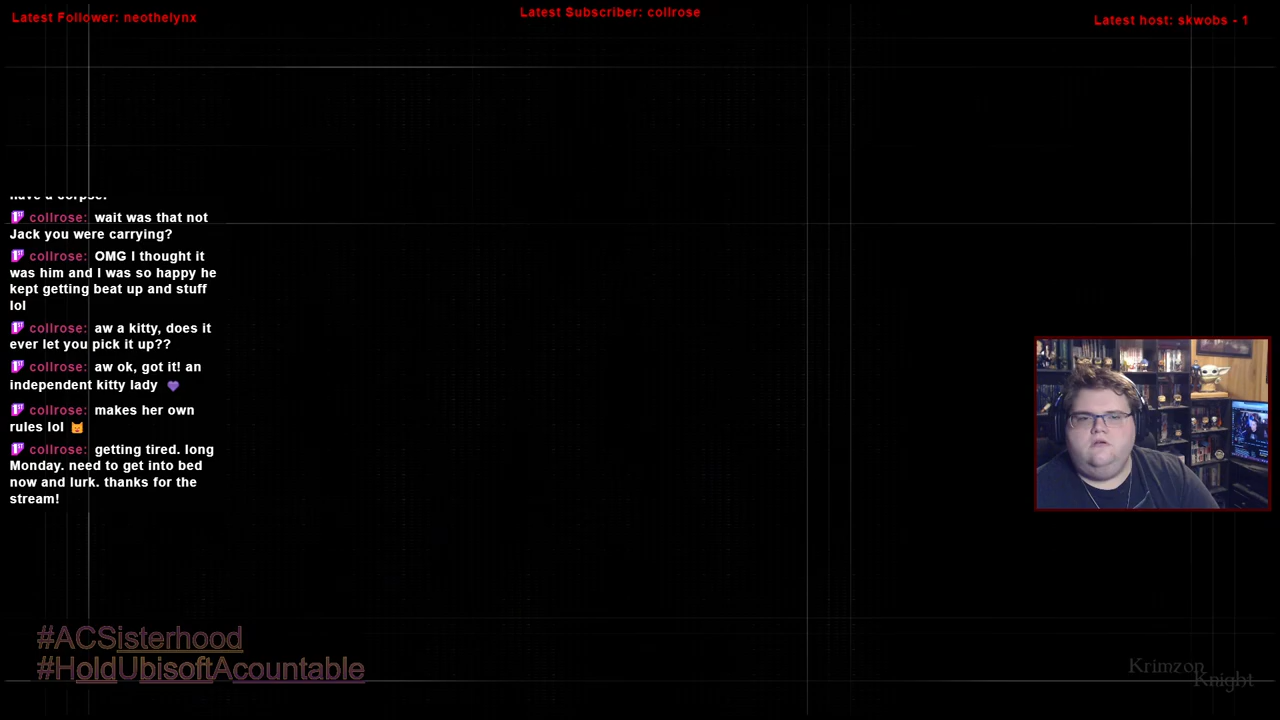 Latest Follower: neothelynx
Latest Subscriber: collrose
Latest host: skwobs - 1
have a corpse!
collrose: wait was that not
Jack you were carrying?
collrose: OMG I thought it
was him and I was so happy he
kept getting beat up and stuff
lol
collrose: aw a kitty, does it
ever let you pick it up??
collrose: aw ok, got it! an
independent kitty lady 💜
collrose: makes her own
rules lol 😺
collrose: getting tired. long
Monday. need to get into bed
now and lurk. thanks for the
stream!
#ACSisterhood
#HoldUbisoftAcountable
Krimzon
Knight